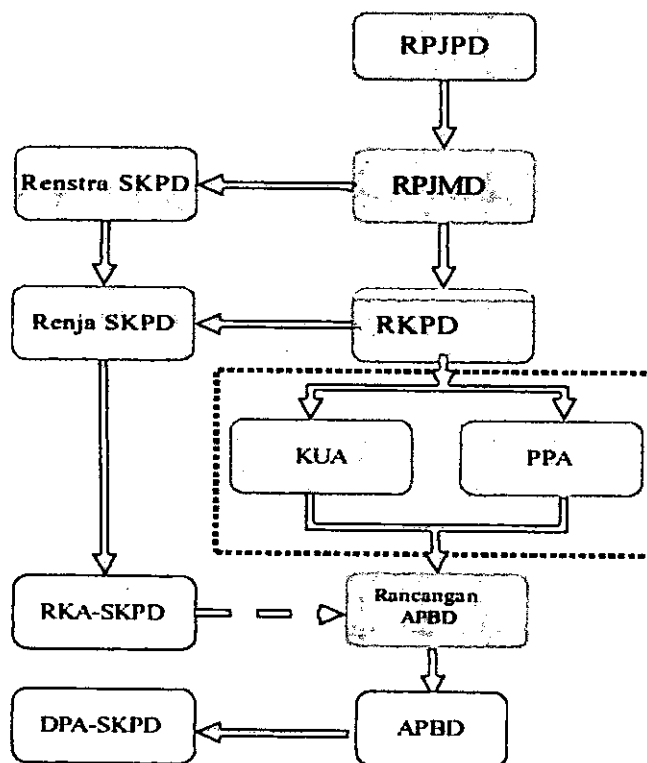 RPJPD
Renstra SKPD
RPJMD
Renja SKPD
RKPD
KUA
PPA
RKA-SKPD
Rancangan
APBD
DPA-SKPD
APBD